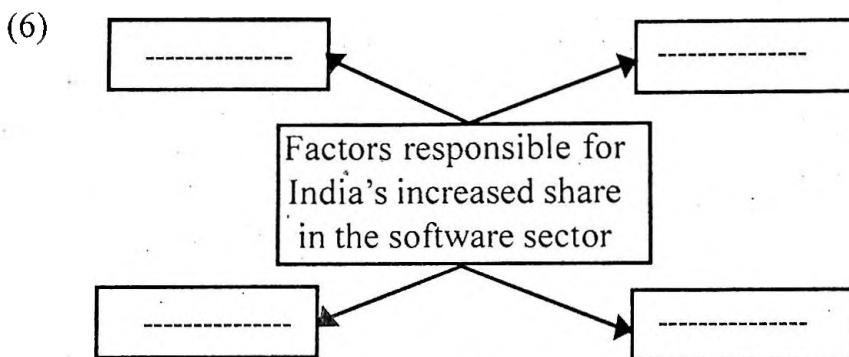 (6)
---------------- ----------------
Factors responsible for
India's increased share
in the software sector
---------------- ----------------